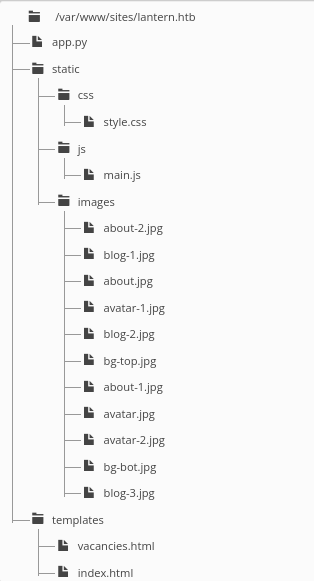 /var/www/sites/lantern.htb
app.py
static
css
style.css
js
main.js
images
about-2.jpg
blog-1.jpg
about.jpg
avatar-1.jpg
blog-2.jpg
bg-top.jpg
about-1.jpg
avatar.jpg
avatar-2.jpg
bg-bot.jpg
blog-3.jpg
templates
vacancies.html
index.html